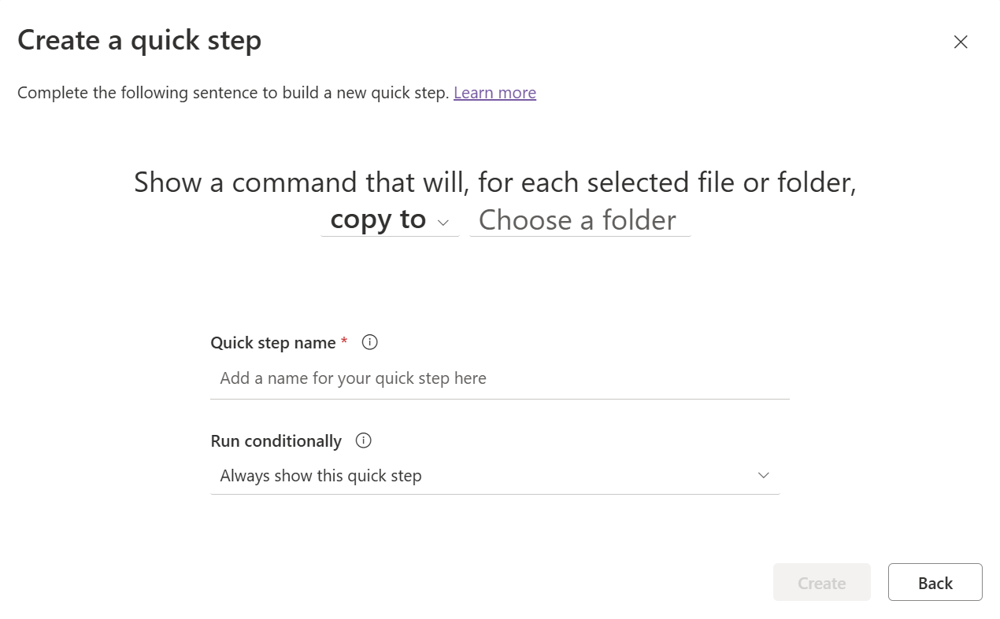 Create a quick step
Complete the following sentence to build a new quick step. Learn more
Show a command that will, for each selected file or folder,
copy to Choose a folder
Quick step name *
Add a name for your quick step here
Run conditionally
Always show this quick step
Create Back